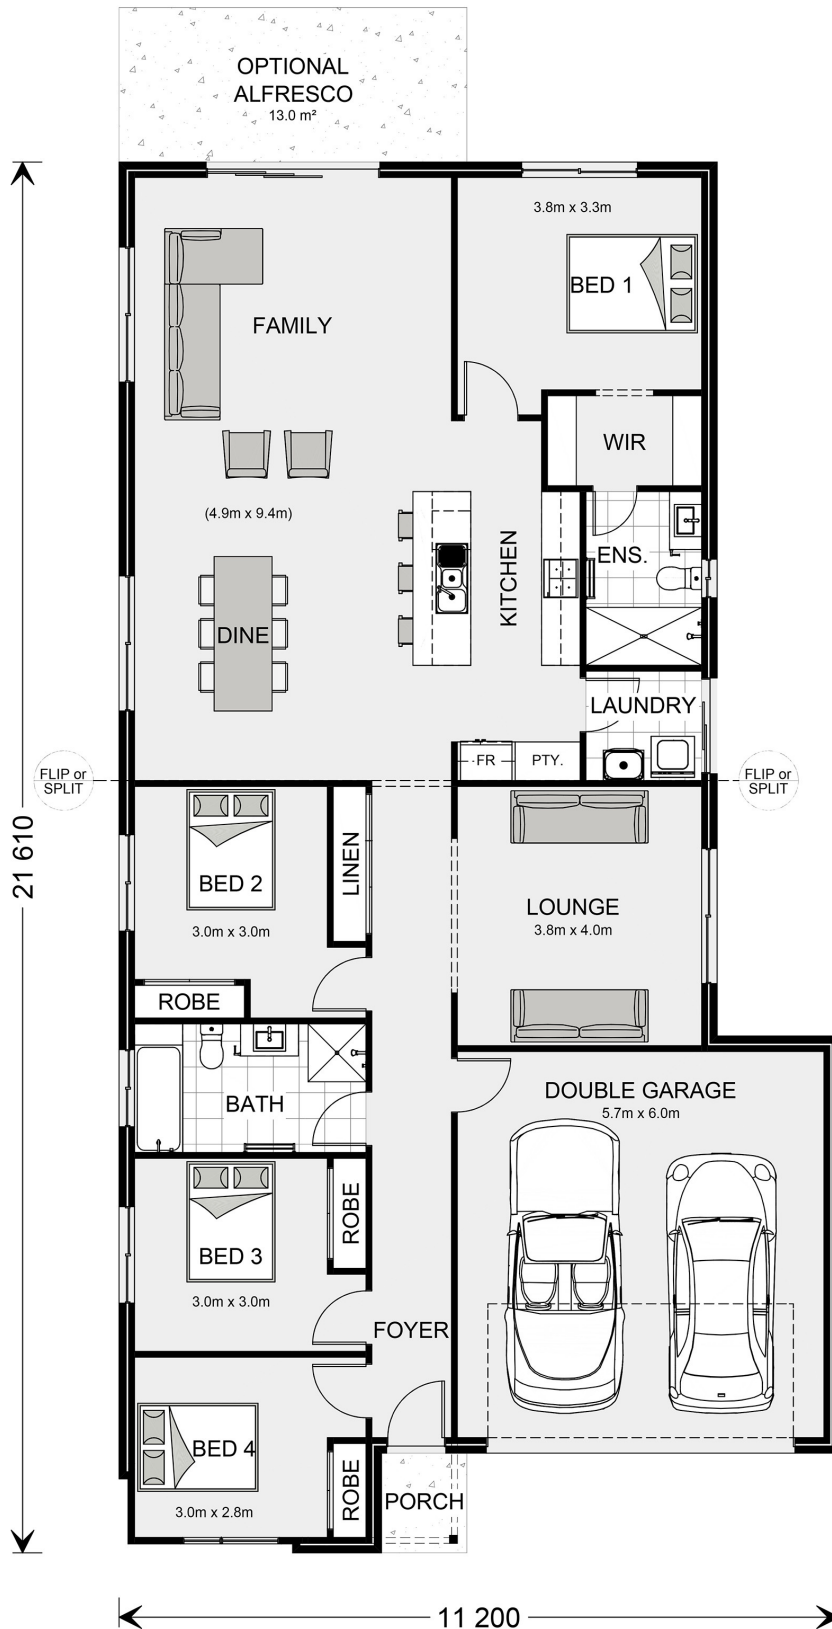 OPTIONAL
ALFRESCO
13.0 m²
3.8m x 3.3m
BED 1
FAMILY
WIR
(4.9m x 9.4m)
KITCHEN
ENS.
DINE
LAUNDRY
FR
PTY.
FLIP or
SPLIT
FLIP or
SPLIT
21 610
BED 2
3.0m x 3.0m
LINEN
LOUNGE
3.8m x 4.0m
ROBE
BATH
DOUBLE GARAGE
5.7m x 6.0m
BED 3
3.0m x 3.0m
ROBE
FOYER
BED 4
3.0m x 2.8m
ROBE
PORCH
11 200